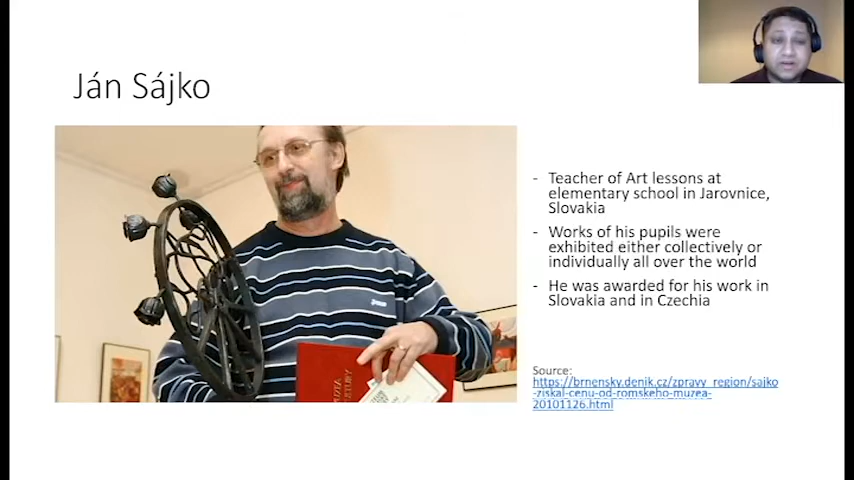 Ján Sájko
- Teacher of Art lessons at
elementary school in Jarovnice,
Slovakia
- Works of his pupils were
exhibited either collectively or
individually all over the world
- He was awarded for his work in
Slovakia and in Czechia
Source:
https://brnensky.denik.cz/zpravy_region/sajko
-ziskal-cenu-od-romskeho-muzea-
20101126.html